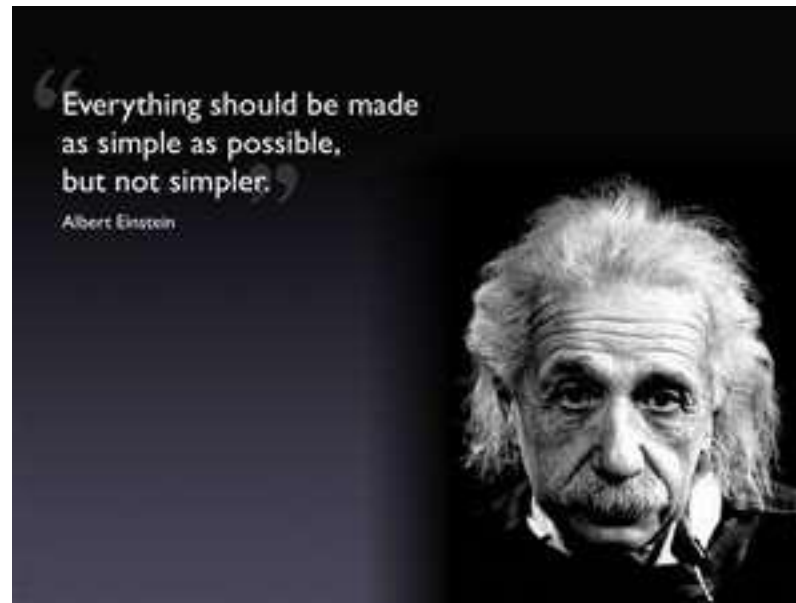 “Everything should be made
as simple as possible,
but not simpler.”
Albert Einstein